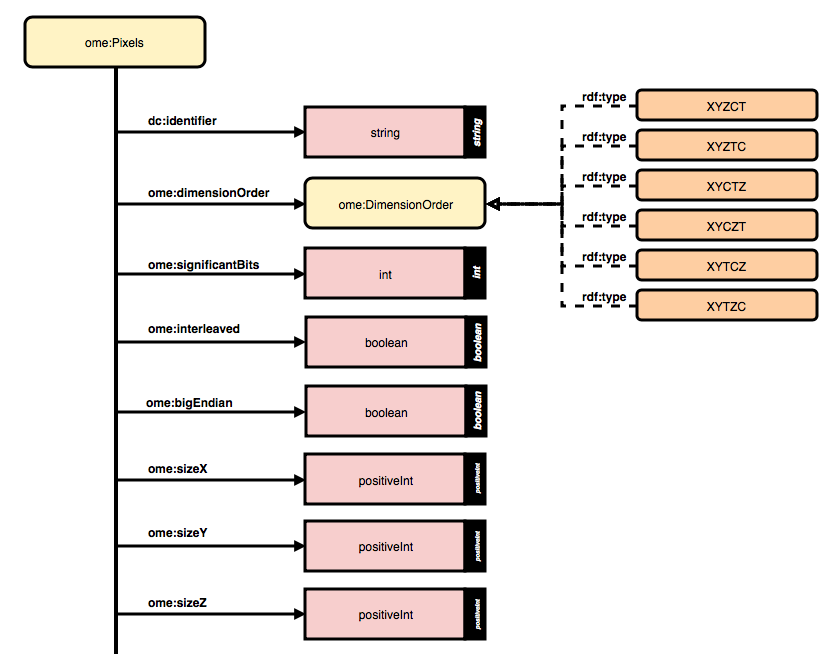 ome:Pixels
dc:identifier
string
string
ome:dimensionOrder
ome:DimensionOrder
rdf:type
XYZCT
rdf:type
XYZTC
rdf:type
XYCTZ
rdf:type
XYCZT
rdf:type
XYTCZ
rdf:type
XYTZC
ome:significantBits
int
int
ome:interleaved
boolean
boolean
ome:bigEndian
boolean
boolean
ome:sizeX
positiveInt
positiveInt
ome:sizeY
positiveInt
positiveInt
ome:sizeZ
positiveInt
positiveInt